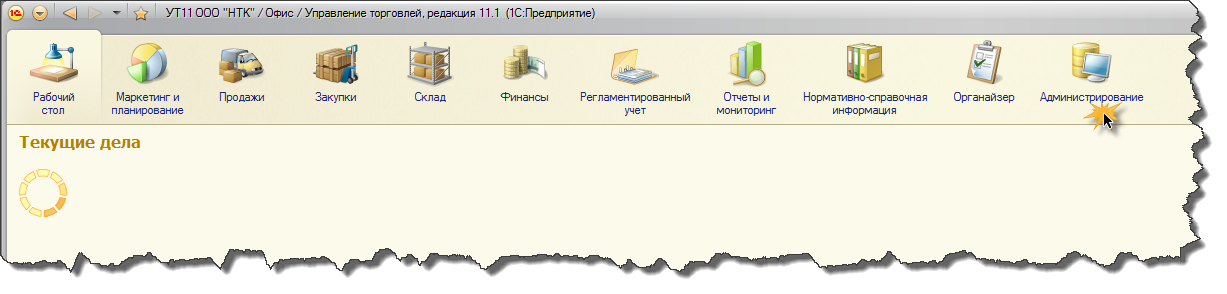 УТ11 ООО "НТК" / Офис / Управление торговлей, редакция 11.1 (1С:Предприятие)
Рабочий стол
Маркетинг и планирование
Продажи
Закупки
Склад
Финансы
Регламентированный учет
Отчеты и мониторинг
Нормативно-справочная информация
Органайзер
Администрирование
Текущие дела